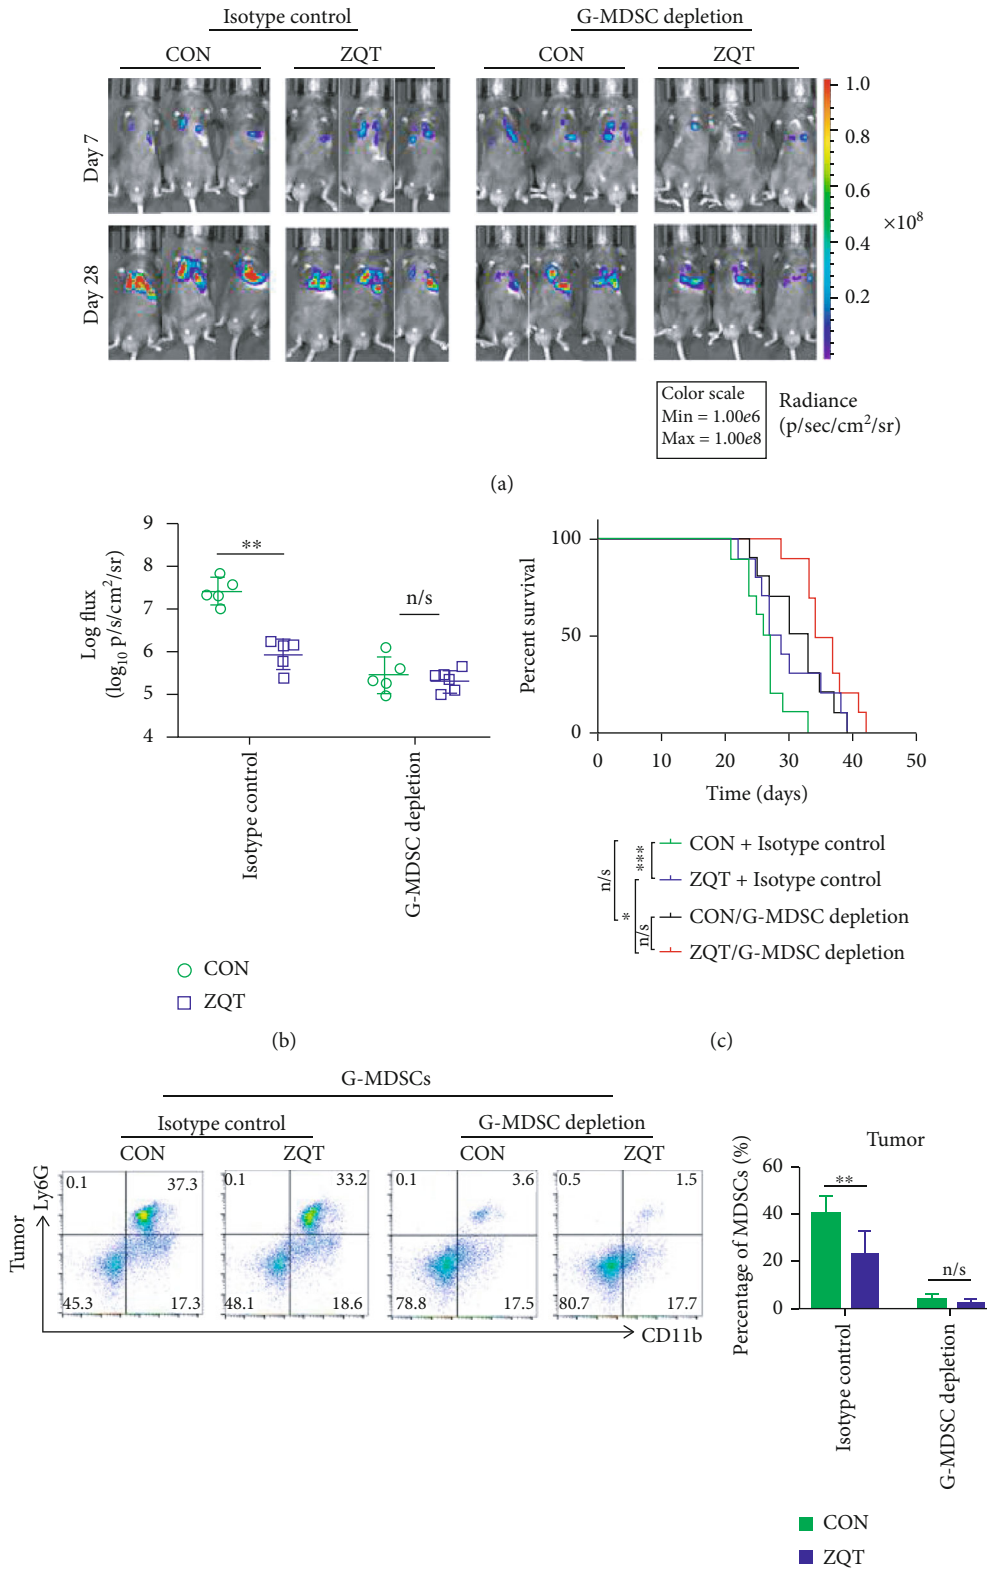 Isotype control
G-MDSC depletion
CON
ZQT
CON
ZQT
Day 7
Day 28
1.0
0.8
0.6
0.4
0.2
×10⁸
Color scale
Min = 1.00e6
Max = 1.00e8
Radiance
(p/sec/cm²/sr)
(a)
Log flux
(log₁₀ p/s/cm²/sr)
9
8
7
6
5
4
**
n/s
Isotype control
G-MDSC depletion
CON
ZQT
(b)
Percent survival
100
50
0
0 10 20 30 40 50
Time (days)
CON + Isotype control
ZQT + Isotype control
CON/G-MDSC depletion
ZQT/G-MDSC depletion
n/s
***
*
n/s
(c)
G-MDSCs
Isotype control
G-MDSC depletion
CON
ZQT
CON
ZQT
Tumor
Ly6G
0.1 37.3
45.3 17.3
0.1 33.2
48.1 18.6
0.1 3.6
78.8 17.5
0.5 1.5
80.7 17.7
CD11b
Tumor
Percentage of MDSCs (%)
60
40
20
0
**
n/s
Isotype control
G-MDSC depletion
CON
ZQT